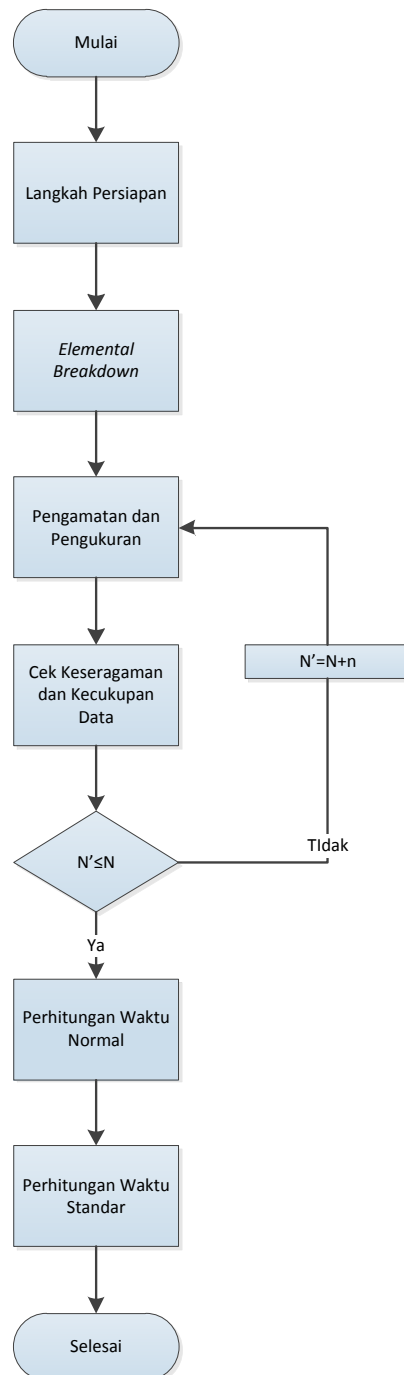 Mulai
Langkah Persiapan
Elemental
Breakdown
Pengamatan dan
Pengukuran
Cek Keseragaman
dan Kecukupan
Data
N’=N+n
N’≤N
TIdak
Ya
Perhitungan Waktu
Normal
Perhitungan Waktu
Standar
Selesai